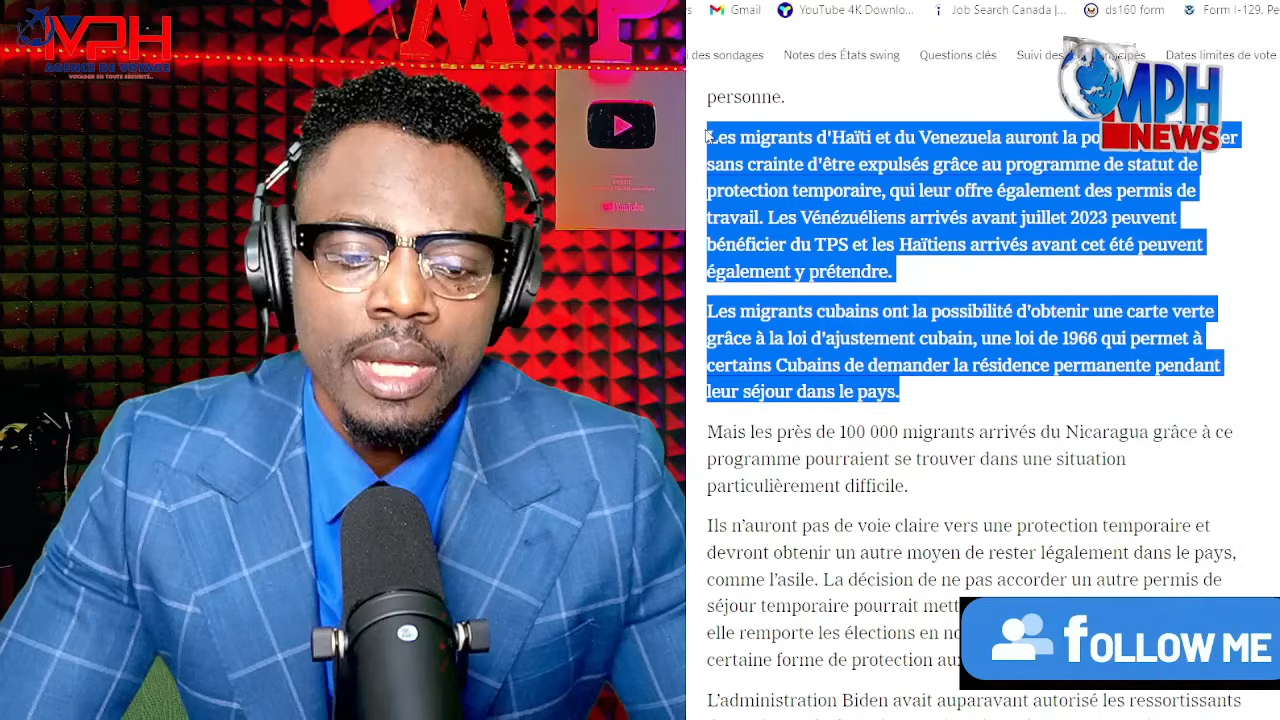 MPH
AGENCE DE VOYAGE
VOYAGER EN TOUTE SÉCURITÉ...
M P
YouTube
Gmail
YouTube 4K Downlo...
Job Search Canada |...
ds160 form
Form I-129, Pe
des sondages
Notes des États swing
Questions clés
Suivi des
Dates limites de vote
MPH
NEWS
personne.
Les migrants d'Haïti et du Venezuela auront la
sans crainte d'être expulsés grâce au programme de statut de
protection temporaire, qui leur offre également des permis de
travail. Les Vénézuéliens arrivés avant juillet 2023 peuvent
bénéficier du TPS et les Haïtiens arrivés avant cet été peuvent
également y prétendre.
Les migrants cubains ont la possibilité d'obtenir une carte verte
grâce à la loi d'ajustement cubain, une loi de 1966 qui permet à
certains Cubains de demander la résidence permanente pendant
leur séjour dans le pays.
Mais les près de 100 000 migrants arrivés du Nicaragua grâce à ce
programme pourraient se trouver dans une situation
particulièrement difficile.
Ils n'auront pas de voie claire vers une protection temporaire et
devront obtenir un autre moyen de rester légalement dans le pays,
comme l'asile. La décision de ne pas accorder un autre permis de
séjour temporaire pourrait
elle remporte les élections en
certaine forme de protection
L'administration Biden avait auparavant autorisé les ressortissants
fOLLOW ME